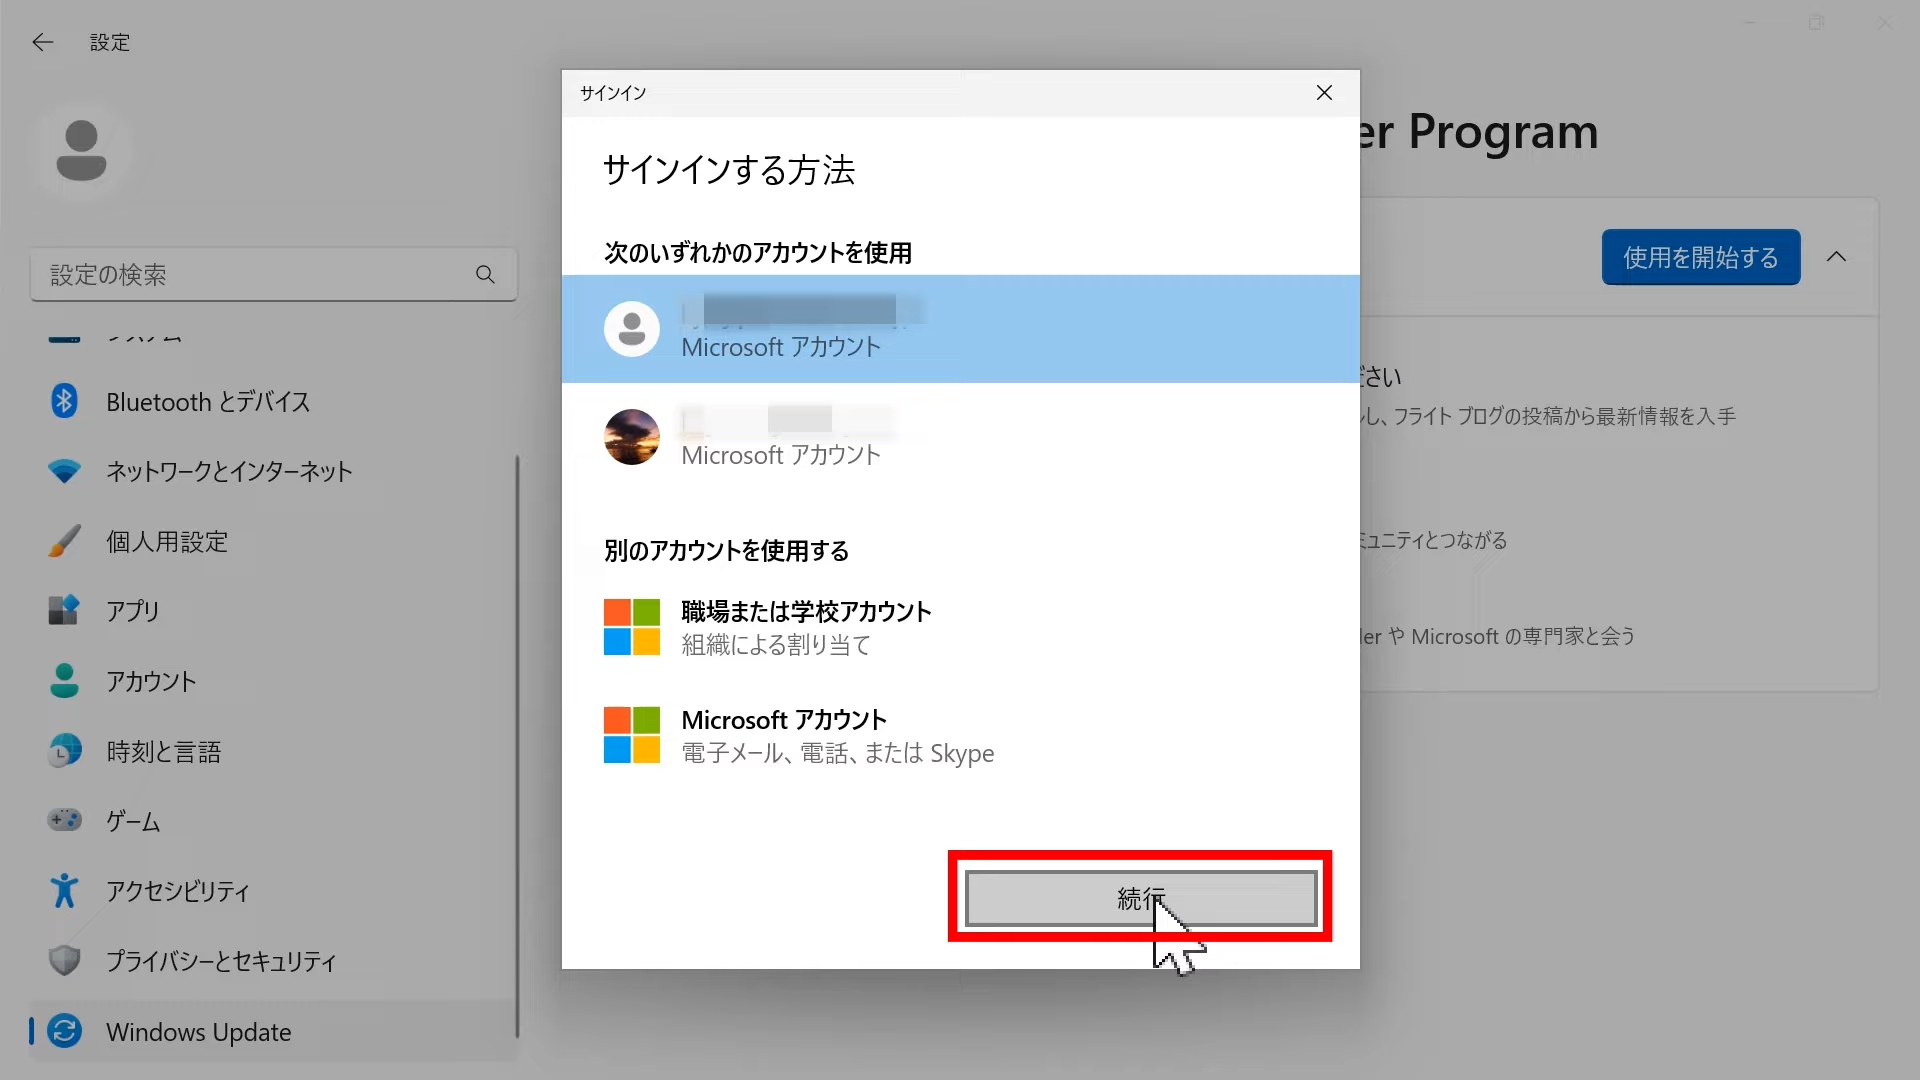 設定
設定の検索
システム
Bluetooth とデバイス
ネットワークとインターネット
個人用設定
アプリ
アカウント
時刻と言語
ゲーム
アクセシビリティ
プライバシーとセキュリティ
Windows Update
サインイン
サインインする方法
次のいずれかのアカウントを使用
Microsoft アカウント
Microsoft アカウント
別のアカウントを使用する
職場または学校アカウント
組織による割り当て
Microsoft アカウント
電子メール、電話、または Skype
続行
er Program
使用を開始する
ださい
し、フライト ブログの投稿から最新情報を入手
ミュニティとつながる
der や Microsoft の専門家と会う